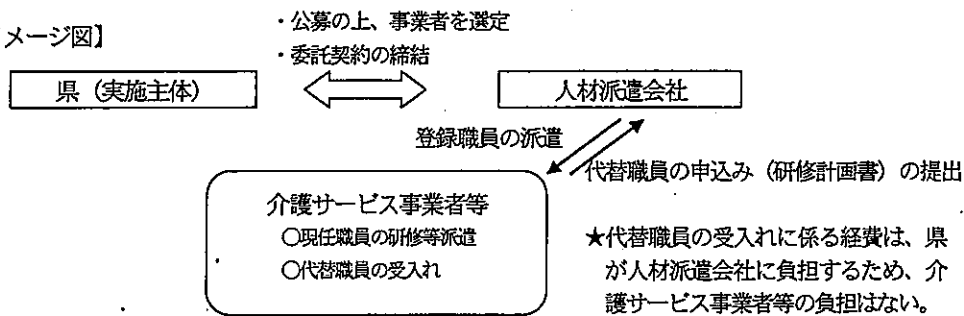 ・公募の上、事業者を選定
メージ図】
・委託契約の締結
県（実施主体）
人材派遣会社
登録職員の派遣
代替職員の申込み（研修計画書）の提出
介護サービス事業者等
○現任職員の研修等派遣
○代替職員の受入れ
★代替職員の受入れに係る経費は、県
が人材派遣会社に負担するため、介
護サービス事業者等の負担はない。